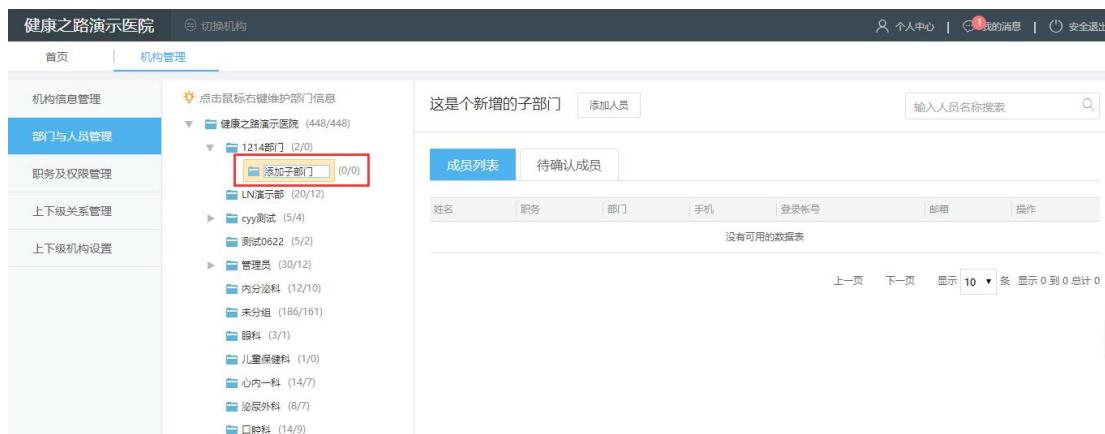 健康之路演示医院 切换机构 个人中心 | 1 我的消息 | 安全退出
首页 机构管理
机构信息管理
部门与人员管理
职务及权限管理
上下级关系管理
上下级机构设置
点击鼠标右键维护部门信息
健康之路演示医院 (448/448)
1214部门 (2/0)
添加子部门 (0/0)
LN演示部 (20/12)
cyy测试 (5/4)
测试0622 (5/2)
管理员 (30/12)
内分泌科 (12/10)
未分组 (186/161)
眼科 (3/1)
儿童保健科 (1/0)
心内一科 (14/7)
泌尿外科 (8/7)
口腔科 (14/9)
这是个新增的子部门 添加人员 输入人员名称搜索
成员列表 待确认成员
姓名 职务 部门 手机 登录帐号 邮箱 操作
没有可用的数据表
上一页 下一页 显示 10 条 显示 0 到 0 总计 0